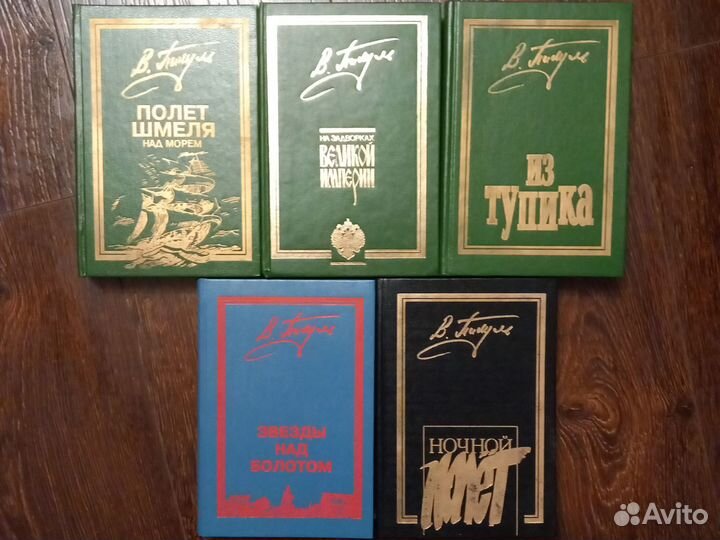 В. Пикуль
ПОЛЕТ
ШМЕЛЯ
НАД МОРЕМ
В. Пикуль
НА ЗАДВОРКАХ
ВЕЛИКОЙ
ИМПЕРИИ
В. Пикуль
ИЗ
ТУПИКА
В. Пикуль
ЗВЕЗДЫ
НАД
БОЛОТОМ
В. Пикуль
НОЧНОЙ
ПОЛЁТ
Avito